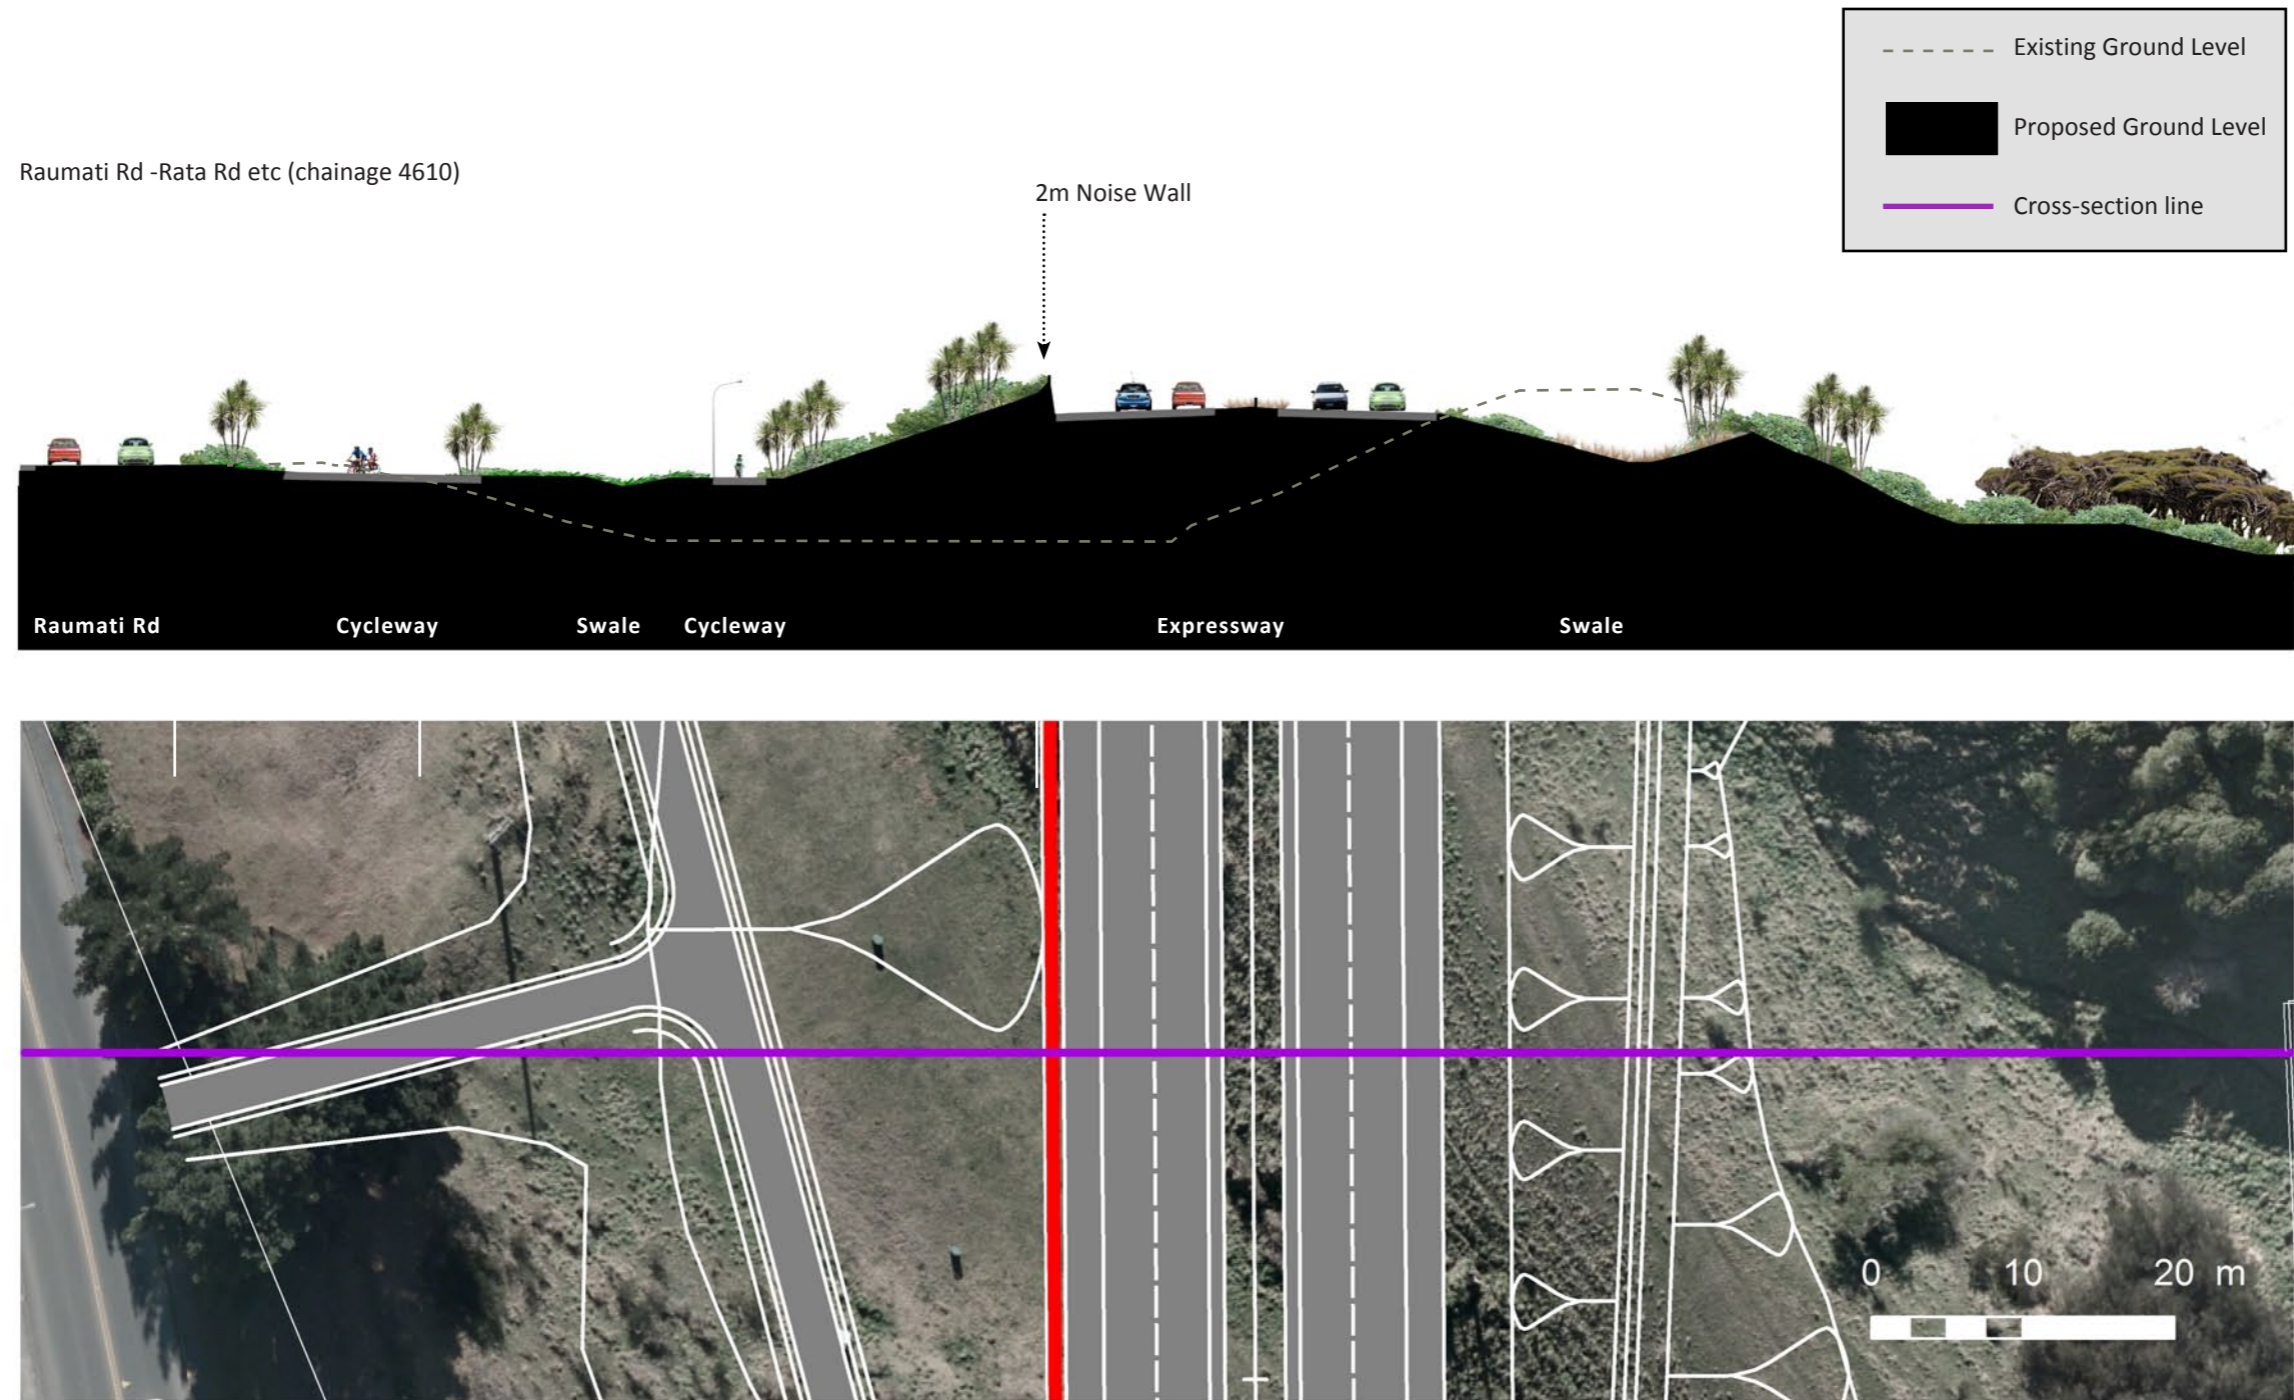 Existing Ground Level
Proposed Ground Level
Cross-section line
Raumati Rd -Rata Rd etc (chainage 4610)
2m Noise Wall
Raumati Rd Cycleway Swale Cycleway Expressway Swale
0 10 20 m